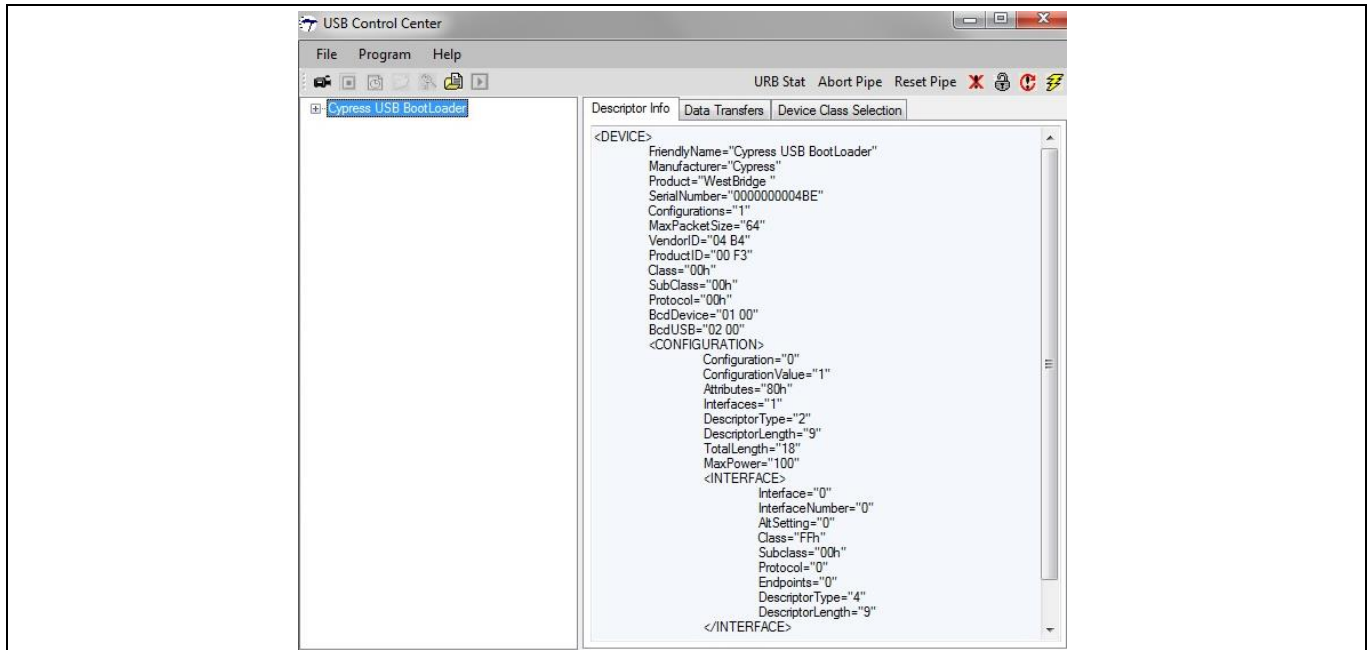 USB Control Center
File Program Help
URB Stat Abort Pipe Reset Pipe
Cypress USB BootLoader
Descriptor Info Data Transfers Device Class Selection
<DEVICE>
FriendlyName="Cypress USB BootLoader"
Manufacturer="Cypress"
Product="WestBridge "
SerialNumber="0000000004BE"
Configurations="1"
MaxPacketSize="64"
VendorID="04 B4"
ProductID="00 F3"
Class="00h"
SubClass="00h"
Protocol="00h"
BcdDevice="01 00"
BcdUSB="02 00"
<CONFIGURATION>
Configuration="0"
ConfigurationValue="1"
Attributes="80h"
Interfaces="1"
DescriptorType="2"
DescriptorLength="9"
TotalLength="18"
MaxPower="100"
<INTERFACE>
Interface="0"
InterfaceNumber="0"
AltSetting="0"
Class="FFh"
Subclass="00h"
Protocol="0"
Endpoints="0"
DescriptorType="4"
DescriptorLength="9"
</INTERFACE>